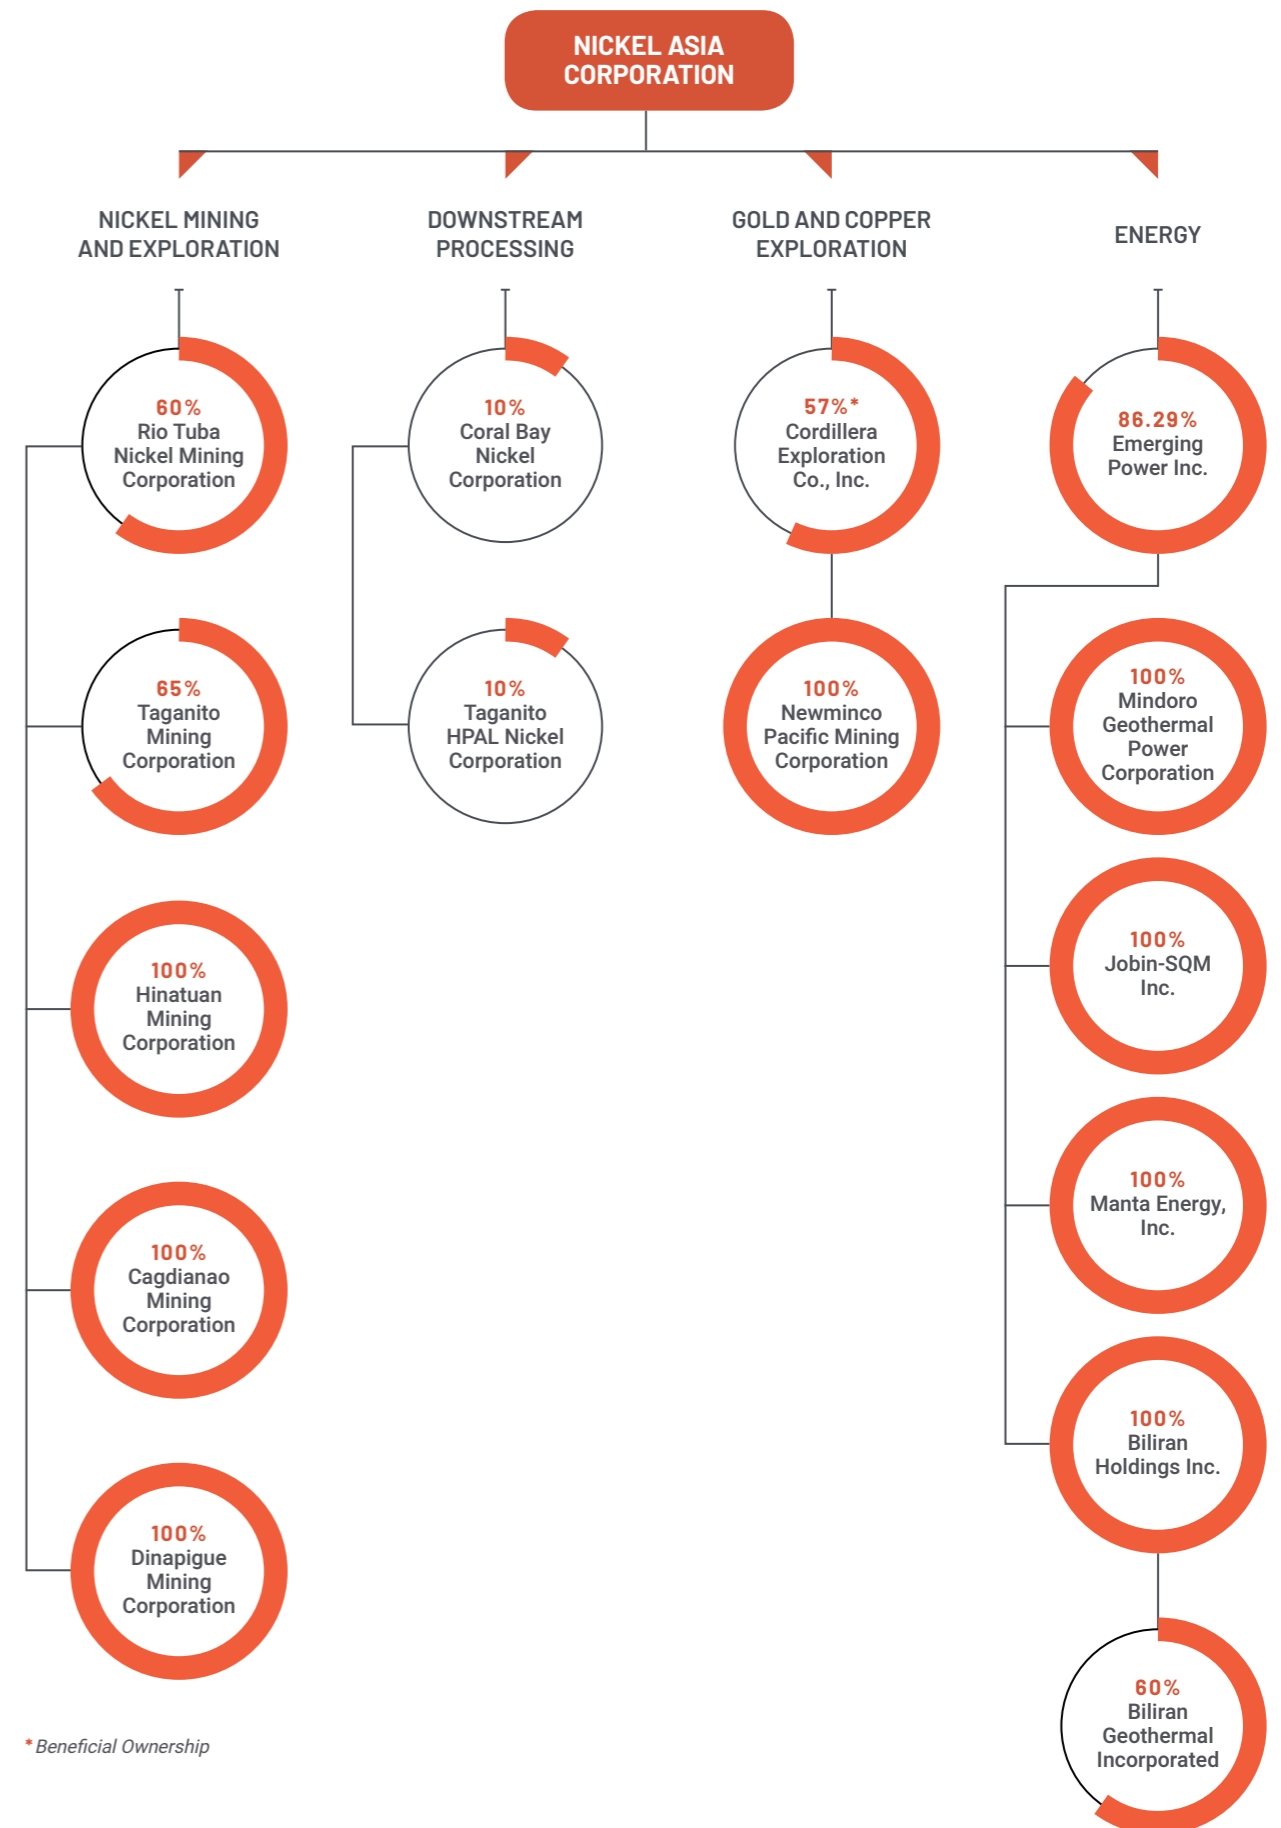 NICKEL ASIA
CORPORATION
NICKEL MINING
AND EXPLORATION
60%
Rio Tuba
Nickel Mining
Corporation
65%
Taganito
Mining
Corporation
100%
Hinatuan
Mining
Corporation
100%
Cagdianao
Mining
Corporation
100%
Dinapigue
Mining
Corporation
DOWNSTREAM
PROCESSING
10%
Coral Bay
Nickel
Corporation
10%
Taganito
HPAL Nickel
Corporation
GOLD AND COPPER
EXPLORATION
57%*
Cordillera
Exploration
Co., Inc.
100%
Newminco
Pacific Mining
Corporation
ENERGY
86.29%
Emerging
Power Inc.
100%
Mindoro
Geothermal
Power
Corporation
100%
Jobin-SQM
Inc.
100%
Manta Energy,
Inc.
100%
Biliran
Holdings Inc.
60%
Biliran
Geothermal
Incorporated
*Beneficial Ownership